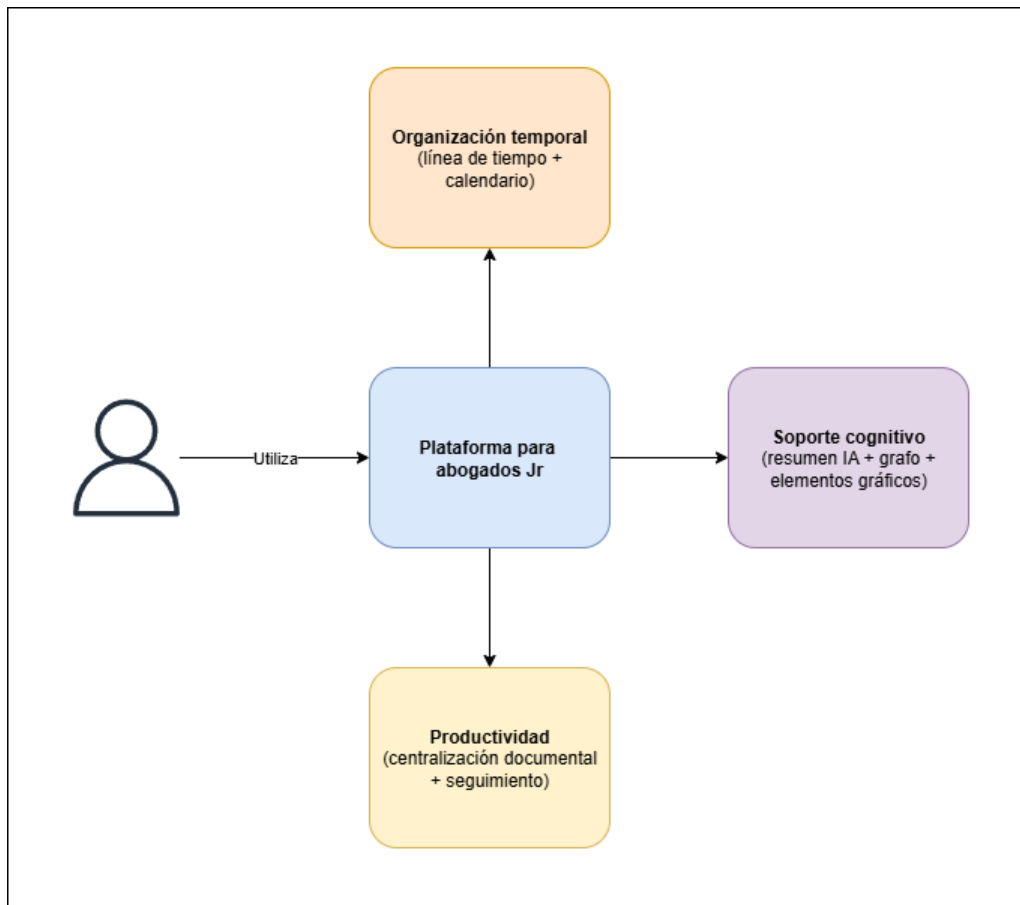 Organización temporal
(línea de tiempo +
calendario)
Utiliza
Plataforma para
abogados Jr
Soporte cognitivo
(resumen IA + grafo +
elementos gráficos)
Productividad
(centralización documental
+ seguimiento)